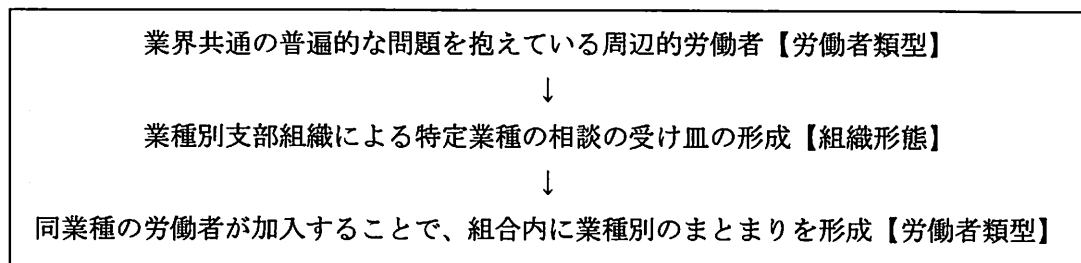 業界共通の普遍的な問題を抱えている周辺的労働者【労働者類型】
↓
業種別支部組織による特定業種の相談の受け皿の形成【組織形態】
↓
同業種の労働者が加入することで、組合内に業種別のまとまりを形成【労働者類型】